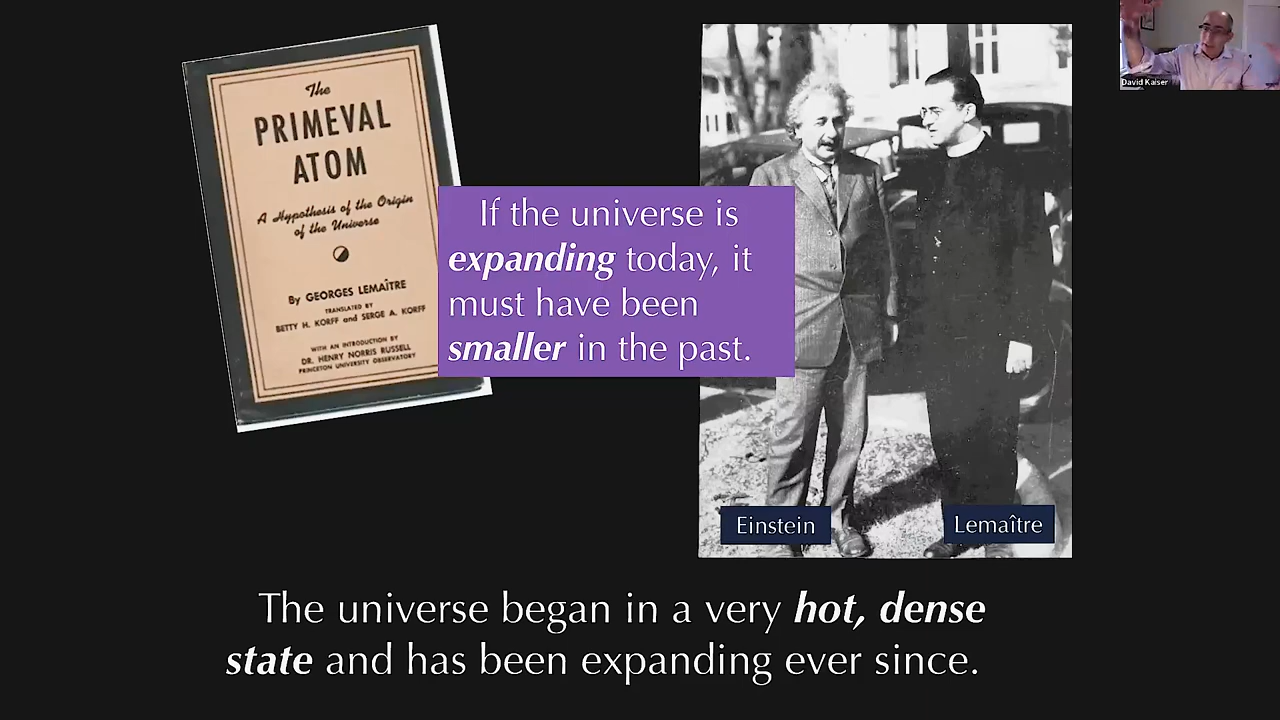 The
PRIMEVAL
ATOM
A Hypothesis of the Origin
of the Universe
By GEORGES LEMAÎTRE
TRANSLATED BY
BETTY H. KORFF and SERGE A. KORFF
WITH AN INTRODUCTION BY
DR. HENRY NORRIS RUSSELL
PRINCETON UNIVERSITY OBSERVATORY
If the universe is
expanding today, it
must have been
smaller in the past.
Einstein
Lemaître
The universe began in a very hot, dense
state and has been expanding ever since.
David Kaiser